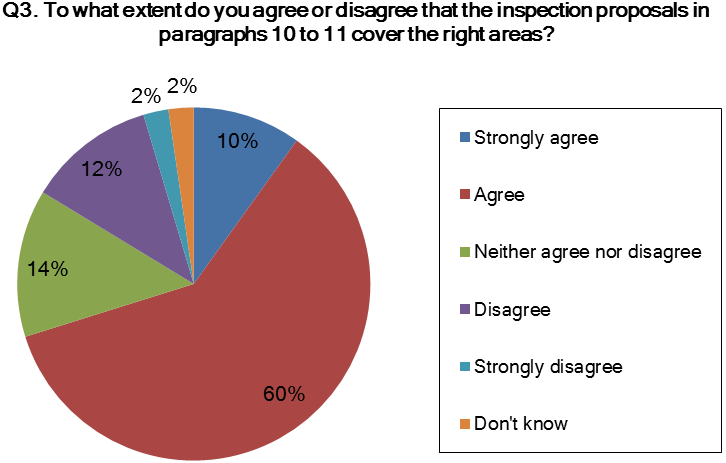 Q3. To what extent do you agree or disagree that the inspection proposals in
paragraphs 10 to 11 cover the right areas?
2%
2%
10%
12%
14%
60%
Strongly agree
Agree
Neither agree nor disagree
Disagree
Strongly disagree
Don't know